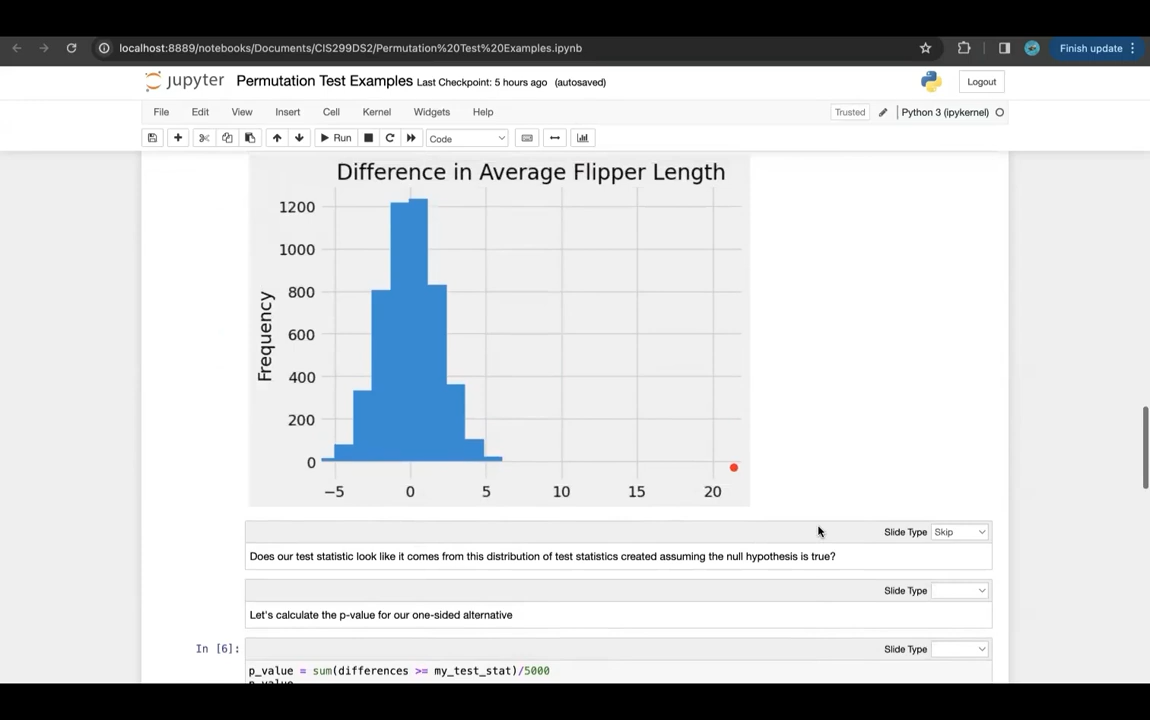 localhost:8889/notebooks/Documents/CIS299DS2/Permutation%20Test%20Examples.ipynb
Finish update
jupyter Permutation Test Examples Last Checkpoint: 5 hours ago (autosaved)
Logout
File Edit View Insert Cell Kernel Widgets Help
Trusted Python 3 (ipykernel)
Run Code
Difference in Average Flipper Length
1200
1000
800
600
400
200
0
Frequency
−5 0 5 10 15 20
Slide Type Skip
Does our test statistic look like it comes from this distribution of test statistics created assuming the null hypothesis is true?
Slide Type
Let's calculate the p-value for our one-sided alternative
In [6]:
Slide Type
p_value = sum(differences >= my_test_stat)/5000
p_value